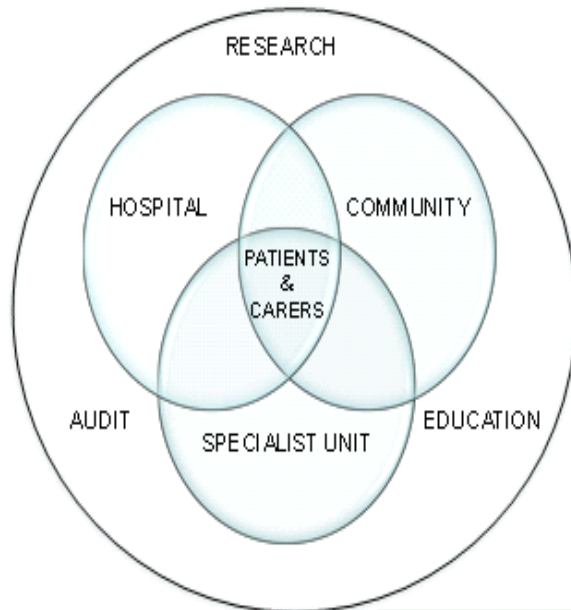 RESEARCH
HOSPITAL
COMMUNITY
PATIENTS
&
CARERS
AUDIT
EDUCATION
SPECIALIST UNIT